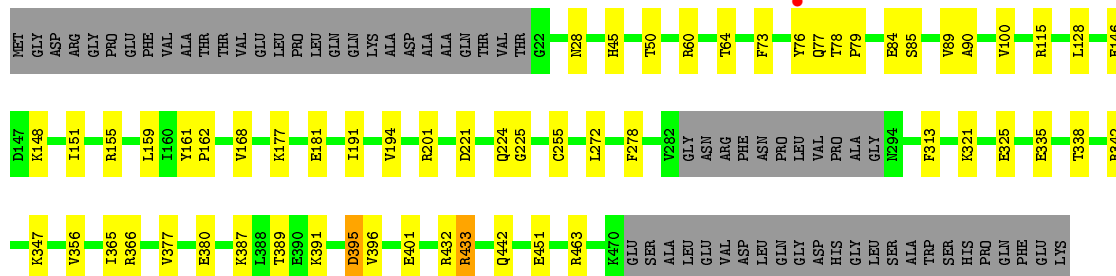 MET GLY ASP ARG GLY PRO GLU PHE VAL ALA THR THR VAL GLU LEU PRO LEU GLN GLN LYS ALA ASP ALA ALA GLN THR VAL THR G22 N28 H45 T50 R60 T64 F73 Y76 Q77 T78 P79 E84 S85 V89 A90 V100 R115 L128
D147 K148 I151 R155 L159 I160 Y161 P162 V168 K177 E181 I191 V194 R201 D221 Q224 G225 C255 L272 F278 V282 GLY ASN ARG PHE ASN PRO LEU VAL PRO ALA GLY N294 F313 K321 E325 E335 T338
K347 V356 I365 R366 V377 E380 K387 L388 T389 E390 K391 D395 V396 E401 R432 R433 Q442 E451 R463 K470 GLU SER ALA LEU GLU VAL ASP LEU GLN GLY ASP HIS GLY LEU SER ALA TRP SER HIS PRO GLN PHE GLU LYS